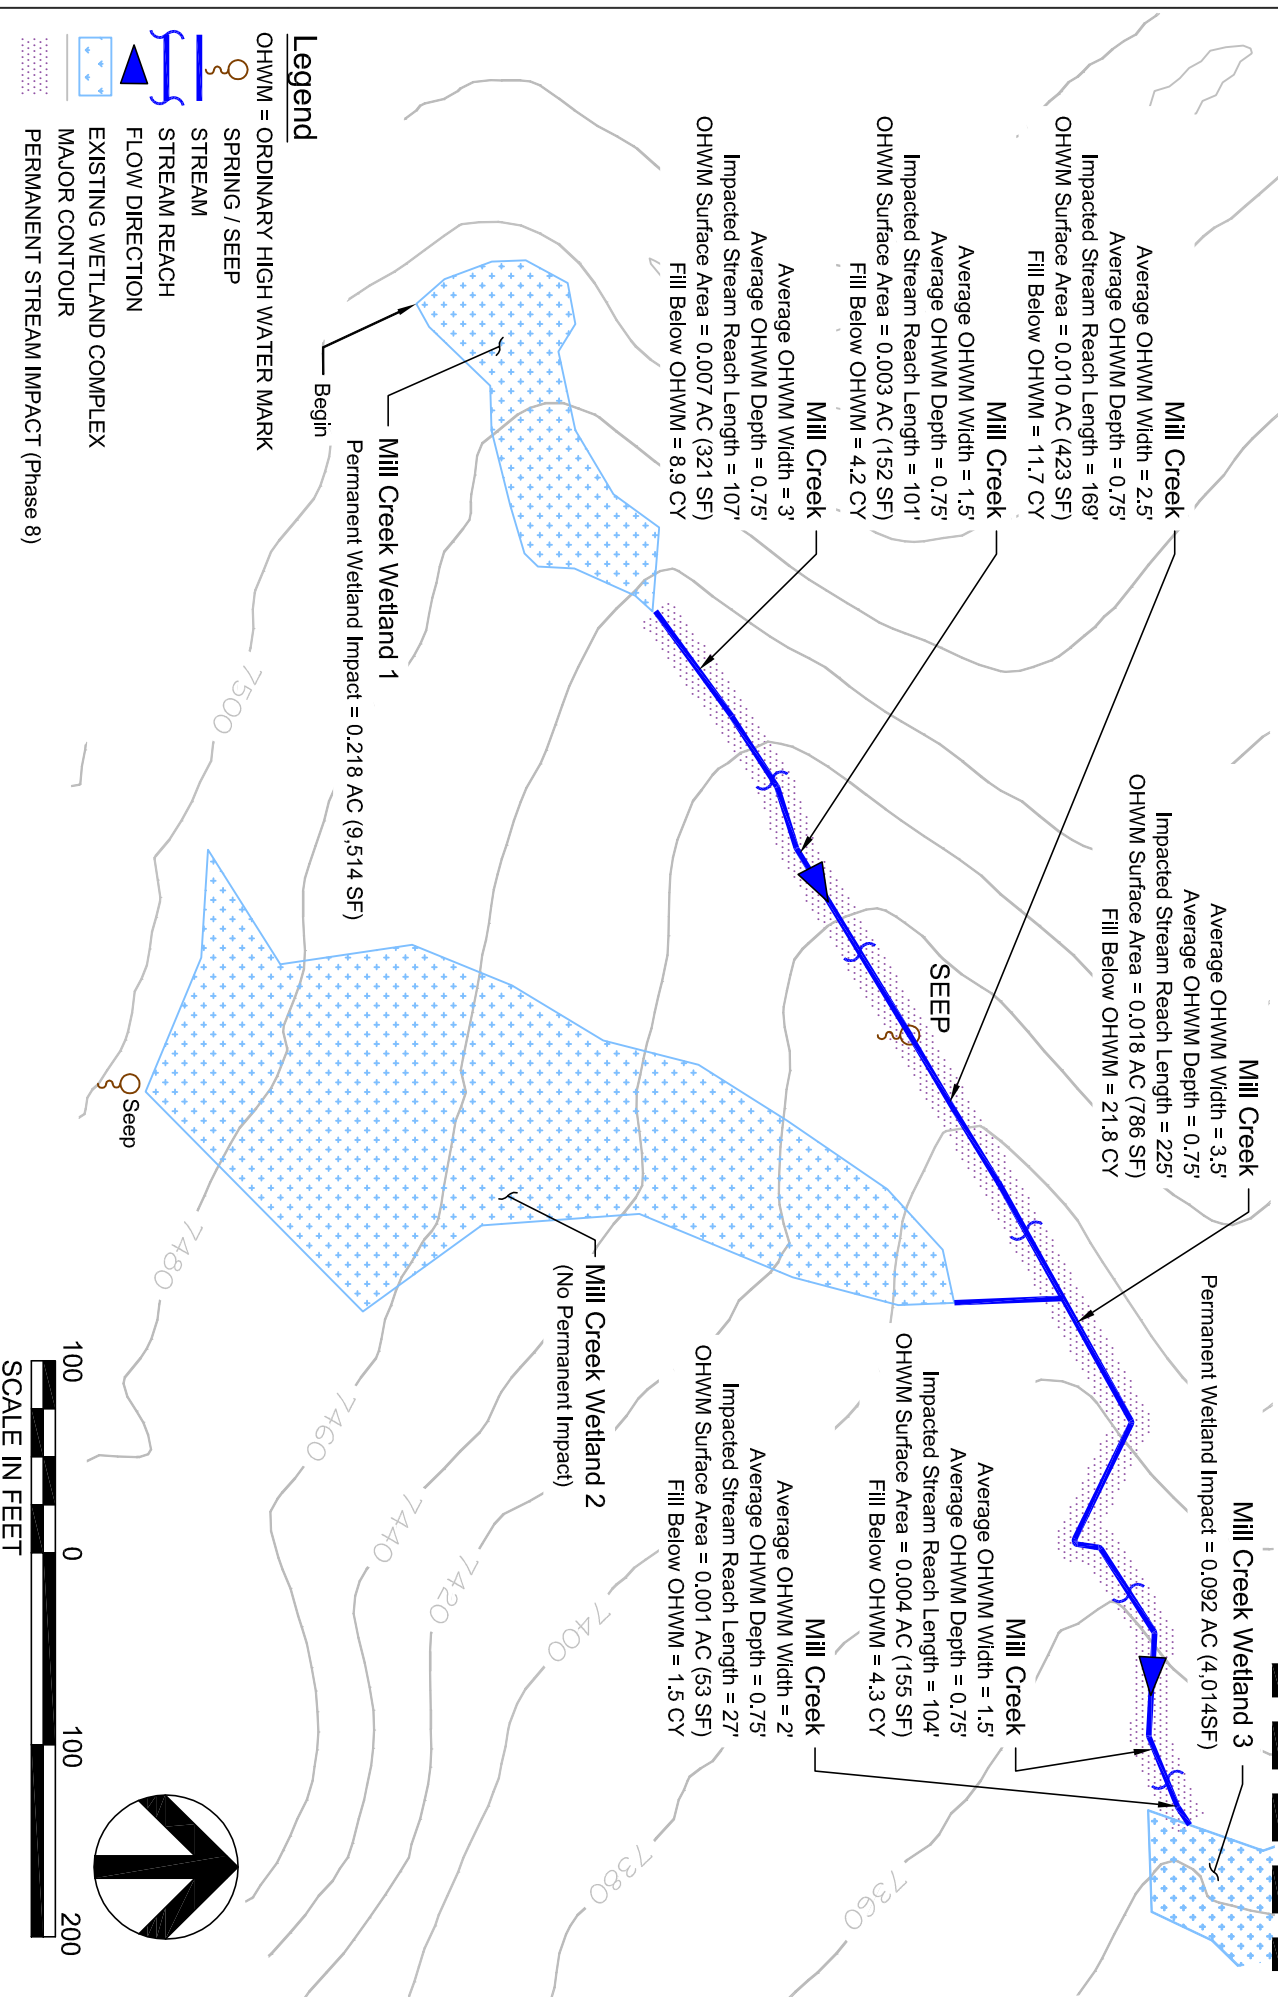 Mill Creek
Average OHWM Width = 2.5'
Average OHWM Depth = 0.75'
Impacted Stream Reach Length = 169'
OHWM Surface Area = 0.010 AC (423 SF)
Fill Below OHWM = 11.7 CY
Mill Creek
Average OHWM Width = 1.5'
Average OHWM Depth = 0.75'
Impacted Stream Reach Length = 101'
OHWM Surface Area = 0.003 AC (152 SF)
Fill Below OHWM = 4.2 CY
Mill Creek
Average OHWM Width = 3'
Average OHWM Depth = 0.75'
Impacted Stream Reach Length = 107'
OHWM Surface Area = 0.007 AC (321 SF)
Fill Below OHWM = 8.9 CY
Mill Creek
Average OHWM Width = 3.5'
Average OHWM Depth = 0.75'
Impacted Stream Reach Length = 225'
OHWM Surface Area = 0.018 AC (786 SF)
Fill Below OHWM = 21.8 CY
Mill Creek Wetland 3
Permanent Wetland Impact = 0.092 AC (4,014SF)
Mill Creek
Average OHWM Width = 1.5'
Average OHWM Depth = 0.75'
Impacted Stream Reach Length = 104'
OHWM Surface Area = 0.004 AC (155 SF)
Fill Below OHWM = 4.3 CY
Mill Creek
Average OHWM Width = 2'
Average OHWM Depth = 0.75'
Impacted Stream Reach Length = 27'
OHWM Surface Area = 0.001 AC (53 SF)
Fill Below OHWM = 1.5 CY
SEEP
Mill Creek Wetland 2
(No Permanent Impact)
Mill Creek Wetland 1
Permanent Wetland Impact = 0.218 AC (9,514 SF)
Begin
Seep
7500
7480
7460
7440
7420
7400
7380
7360
Legend
OHWM = ORDINARY HIGH WATER MARK
SPRING / SEEP
STREAM
STREAM REACH
FLOW DIRECTION
EXISTING WETLAND COMPLEX
MAJOR CONTOUR
PERMANENT STREAM IMPACT (Phase 8)
100 0 100 200
SCALE IN FEET